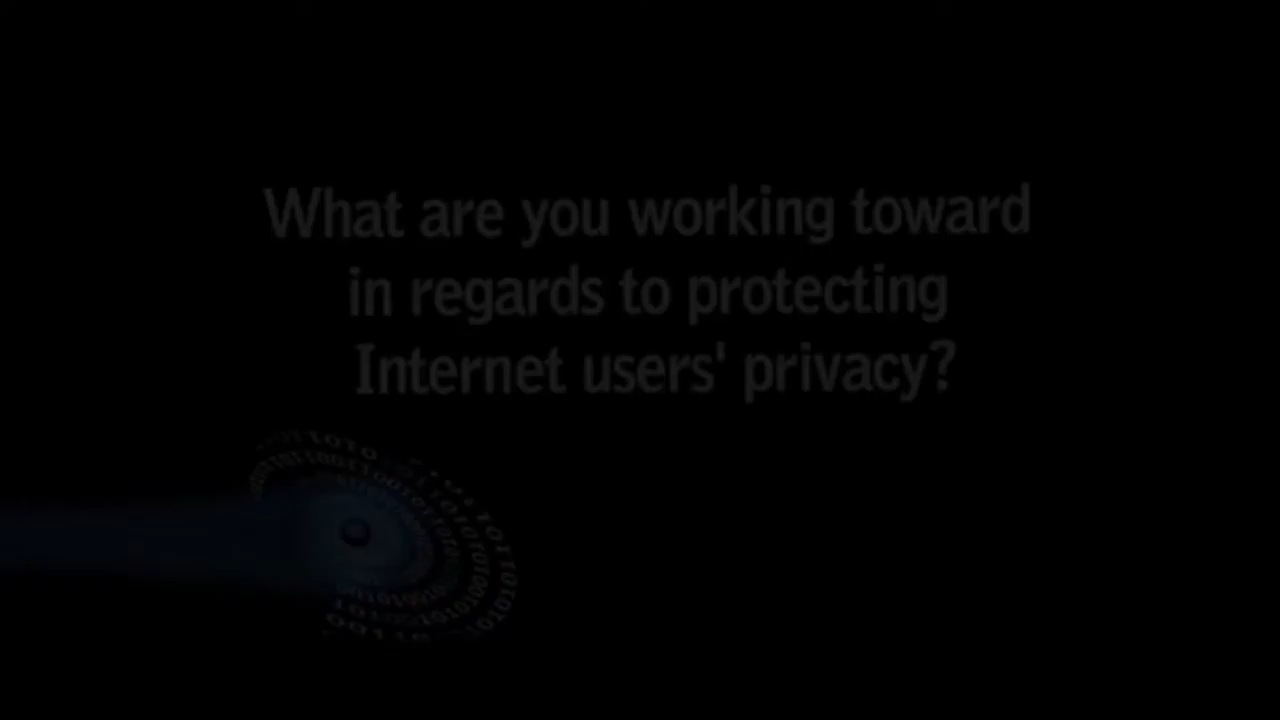 What are you working toward
in regards to protecting
Internet users' privacy?